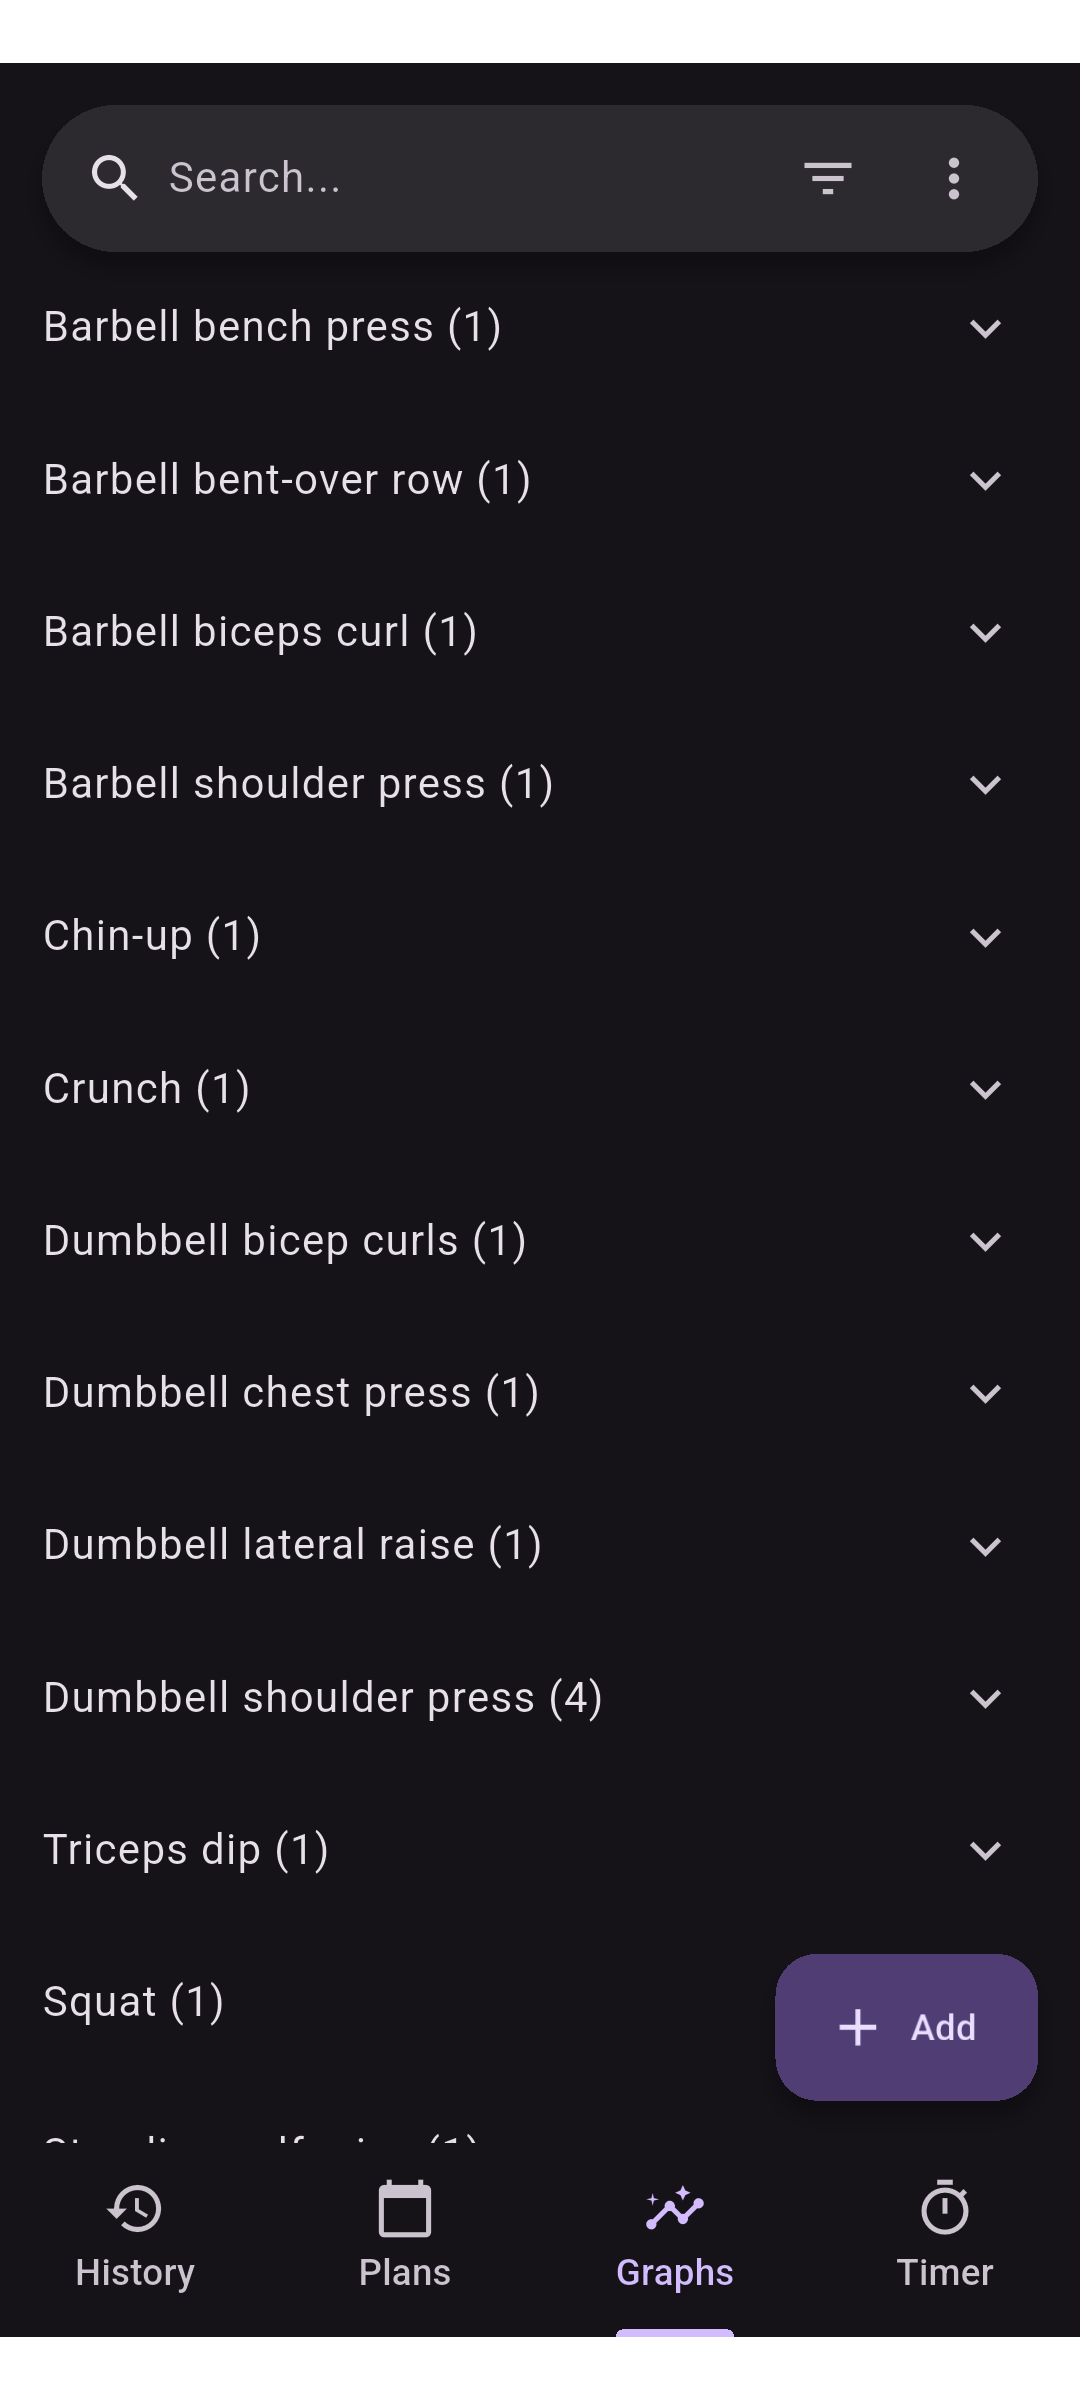 Search...
Barbell bench press (1)
Barbell bent-over row (1)
Barbell biceps curl (1)
Barbell shoulder press (1)
Chin-up (1)
Crunch (1)
Dumbbell bicep curls (1)
Dumbbell chest press (1)
Dumbbell lateral raise (1)
Dumbbell shoulder press (4)
Triceps dip (1)
Squat (1)
Add
History
Plans
Graphs
Timer